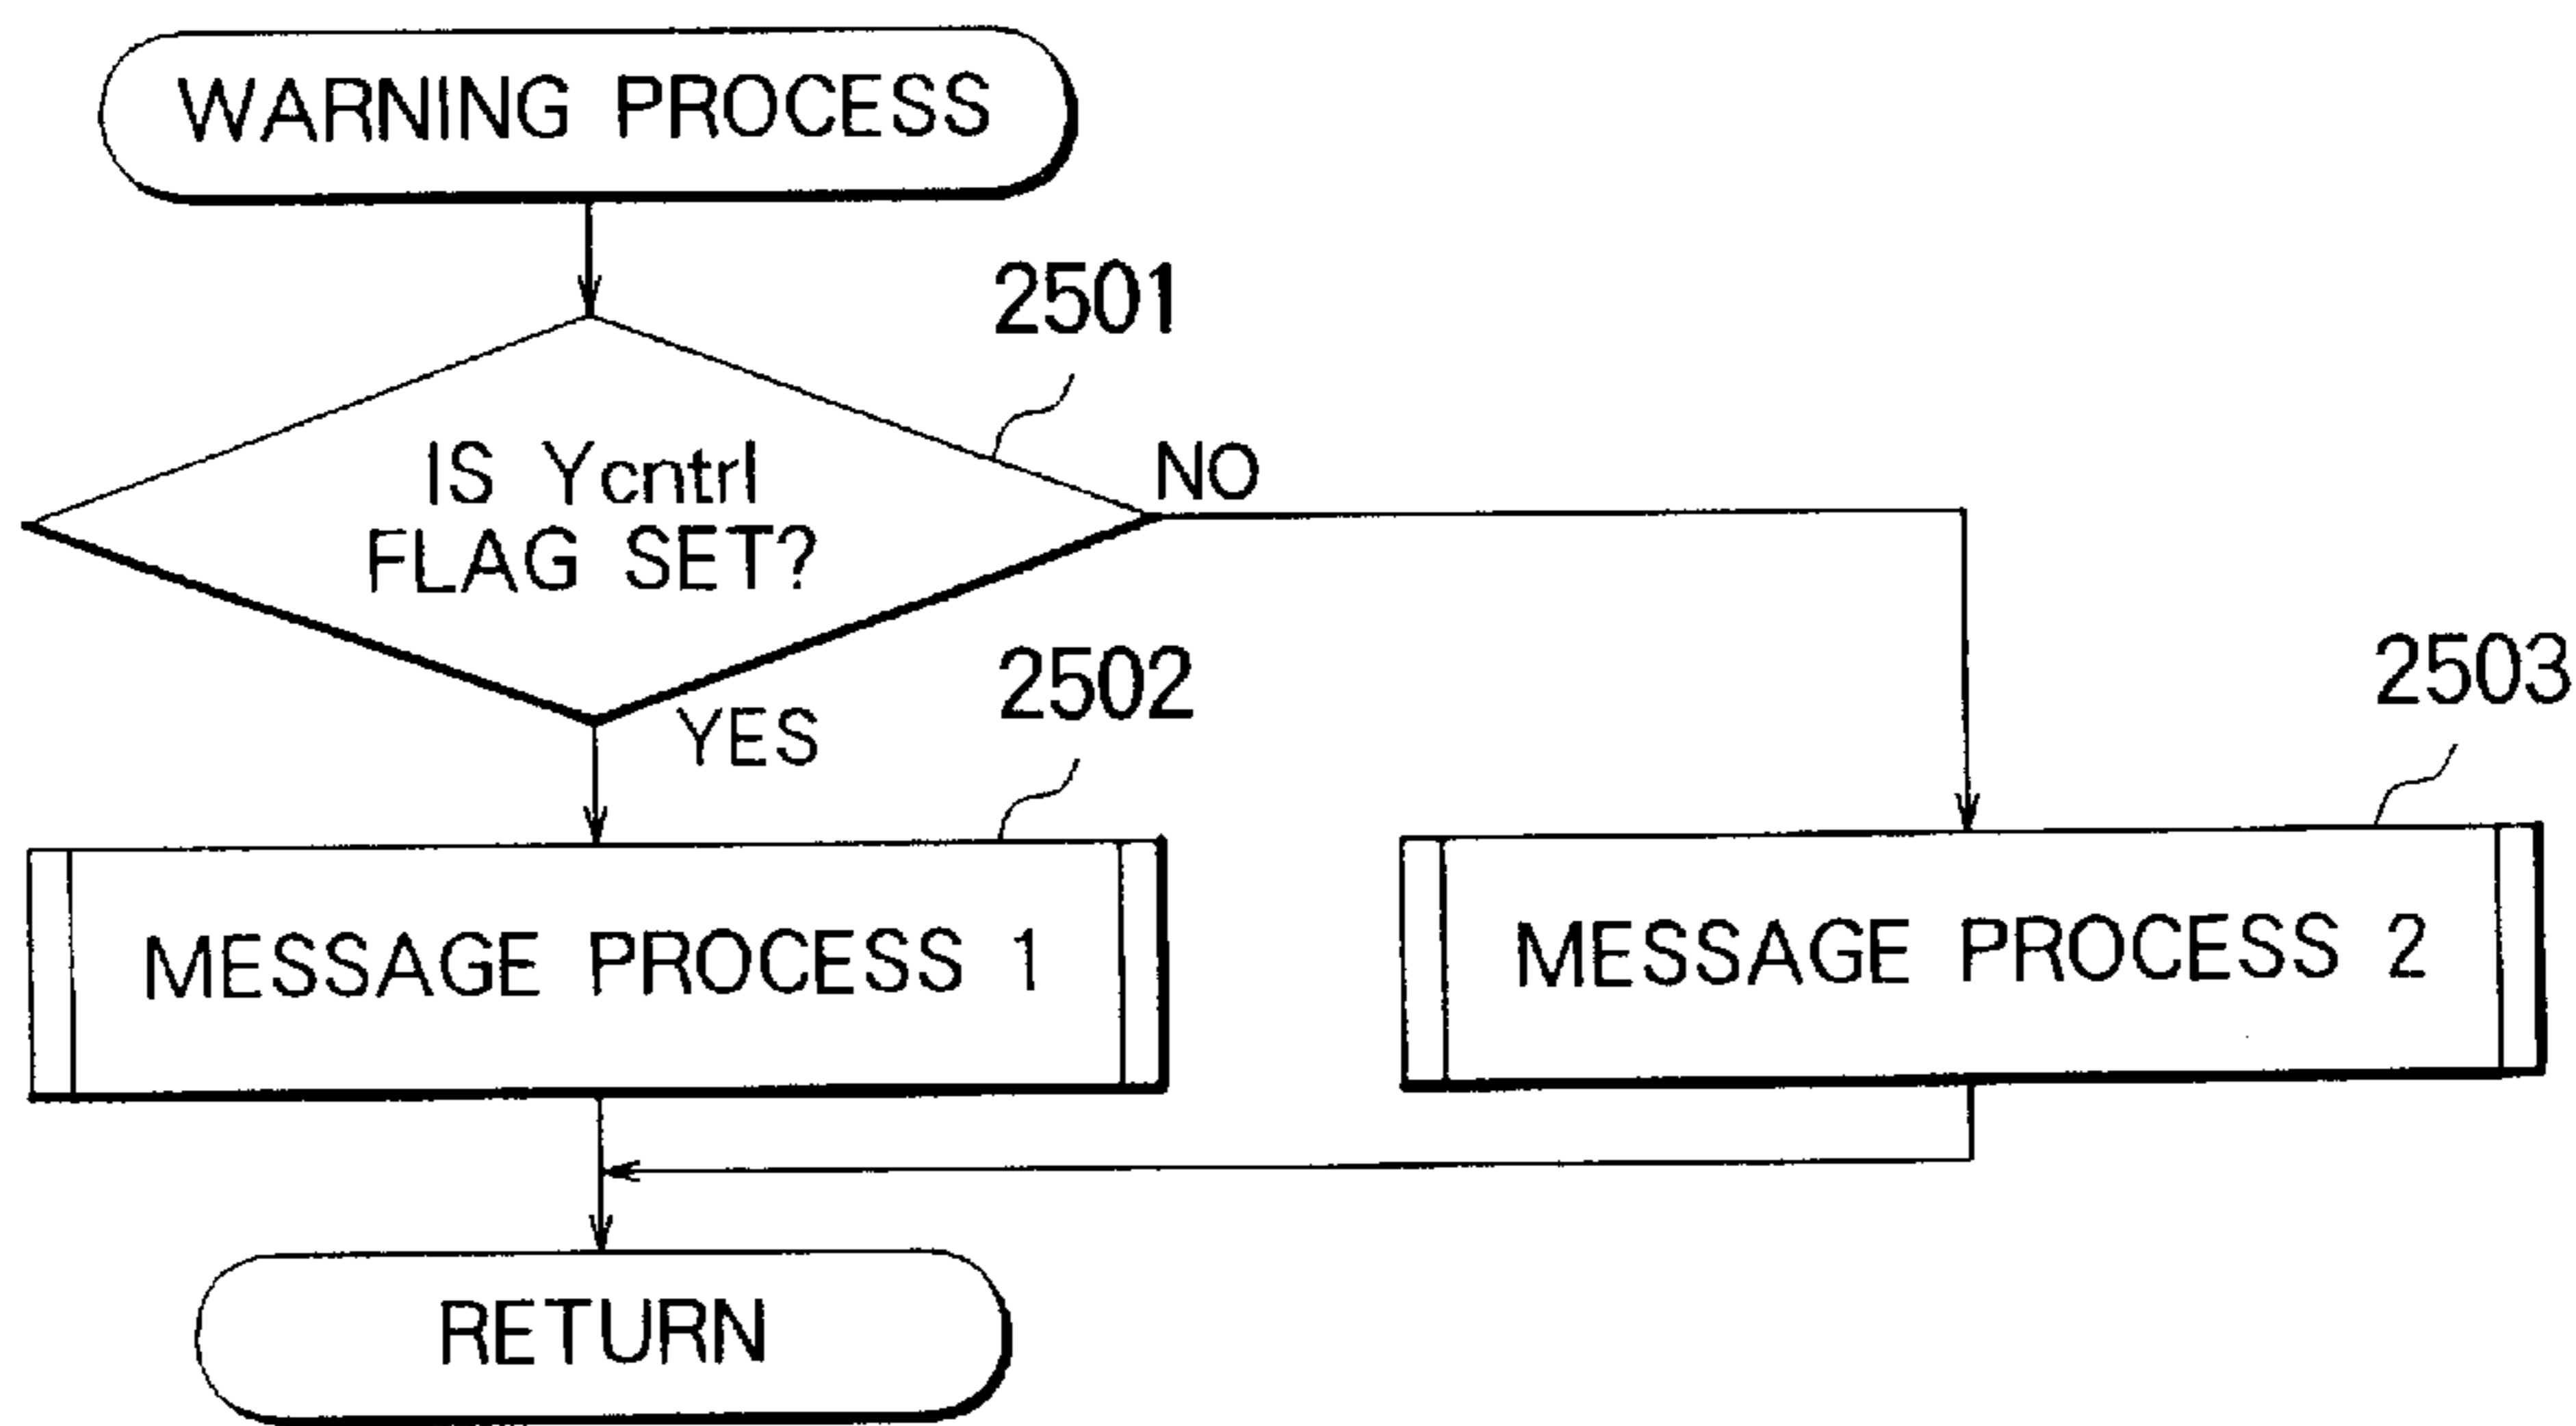 WARNING PROCESS
2501
IS Ycntrl
FLAG SET?
NO
YES
2502
2503
MESSAGE PROCESS 1
MESSAGE PROCESS 2
RETURN